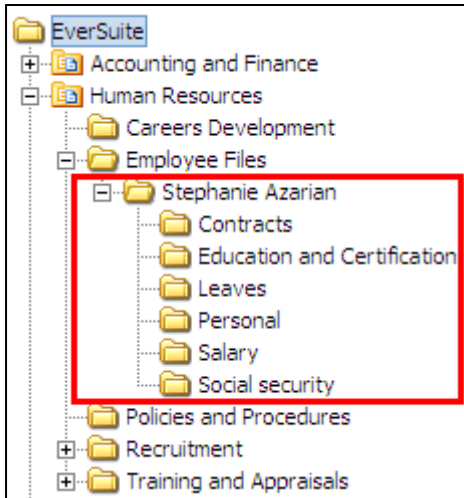 EverSuite
Accounting and Finance
Human Resources
Careers Development
Employee Files
Stephanie Azarian
Contracts
Education and Certification
Leaves
Personal
Salary
Social security
Policies and Procedures
Recruitment
Training and Appraisals